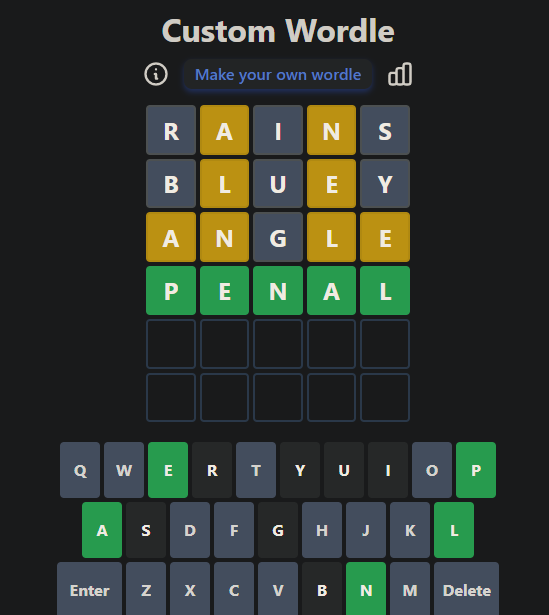 Custom Wordle
Make your own wordle
R A I N S
B L U E Y
A N G L E
P E N A L
Q W E R T Y U I O P
A S D F G H J K L
Enter Z X C V B N M Delete